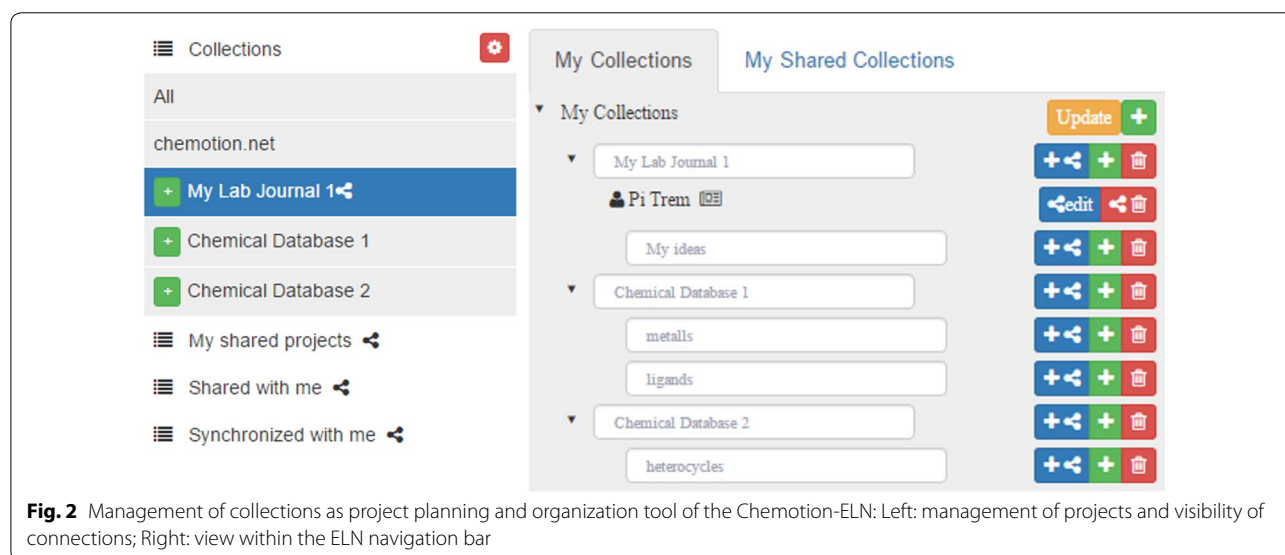 Collections
All
chemotion.net
+ My Lab Journal 1
+ Chemical Database 1
+ Chemical Database 2
My shared projects
Shared with me
Synchronized with me
My Collections My Shared Collections
My Collections Update +
My Lab Journal 1 + +
Pi Trem edit
My ideas + +
Chemical Database 1 + +
metalls + +
ligands + +
Chemical Database 2 + +
heterocycles + +
Fig. 2 Management of collections as project planning and organization tool of the Chemotion-ELN: Left: management of projects and visibility of
connections; Right: view within the ELN navigation bar